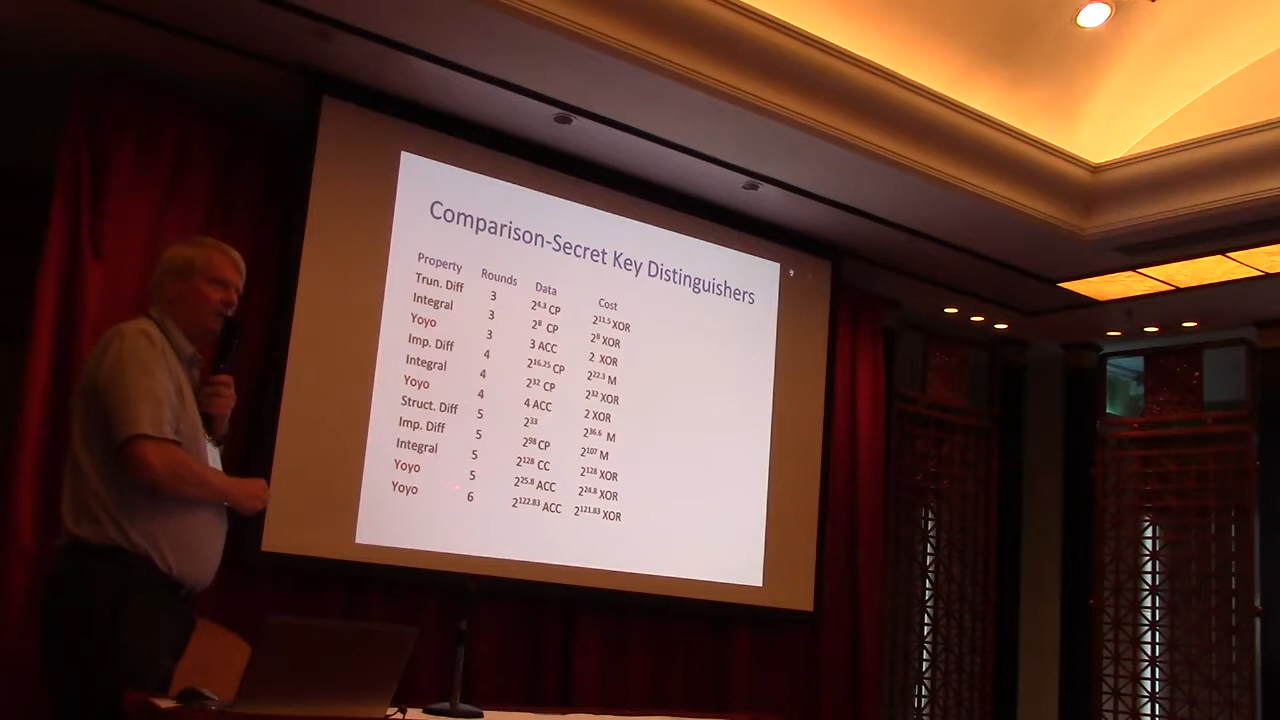 Comparison-Secret Key Distinguishers
Property Rounds Data Cost
Trun. Diff 3 2^4.3 CP 2^11.5 XOR
Integral 3 2^8 CP 2^8 XOR
Yoyo 3 3 ACC 2 XOR
Imp. Diff 4 2^16.25 CP 2^22.3 M
Integral 4 2^32 CP 2^32 XOR
Yoyo 4 4 ACC 2 XOR
Struct. Diff 5 2^33 2^36.6 M
Imp. Diff 5 2^98 CP 2^107 M
Integral 5 2^128 CC 2^128 XOR
Yoyo 5 2^25.8 ACC 2^24.8 XOR
Yoyo 6 2^122.83 ACC 2^121.83 XOR